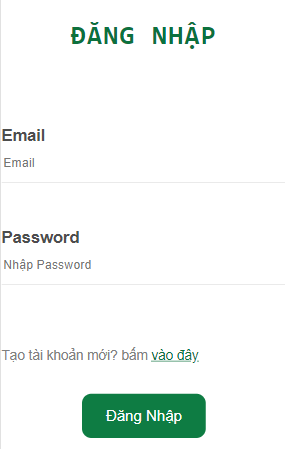 ĐĂNG NHẬP
Email
Email
Password
Nhập Password
Tạo tài khoản mới? bấm vào đây
Đăng Nhập